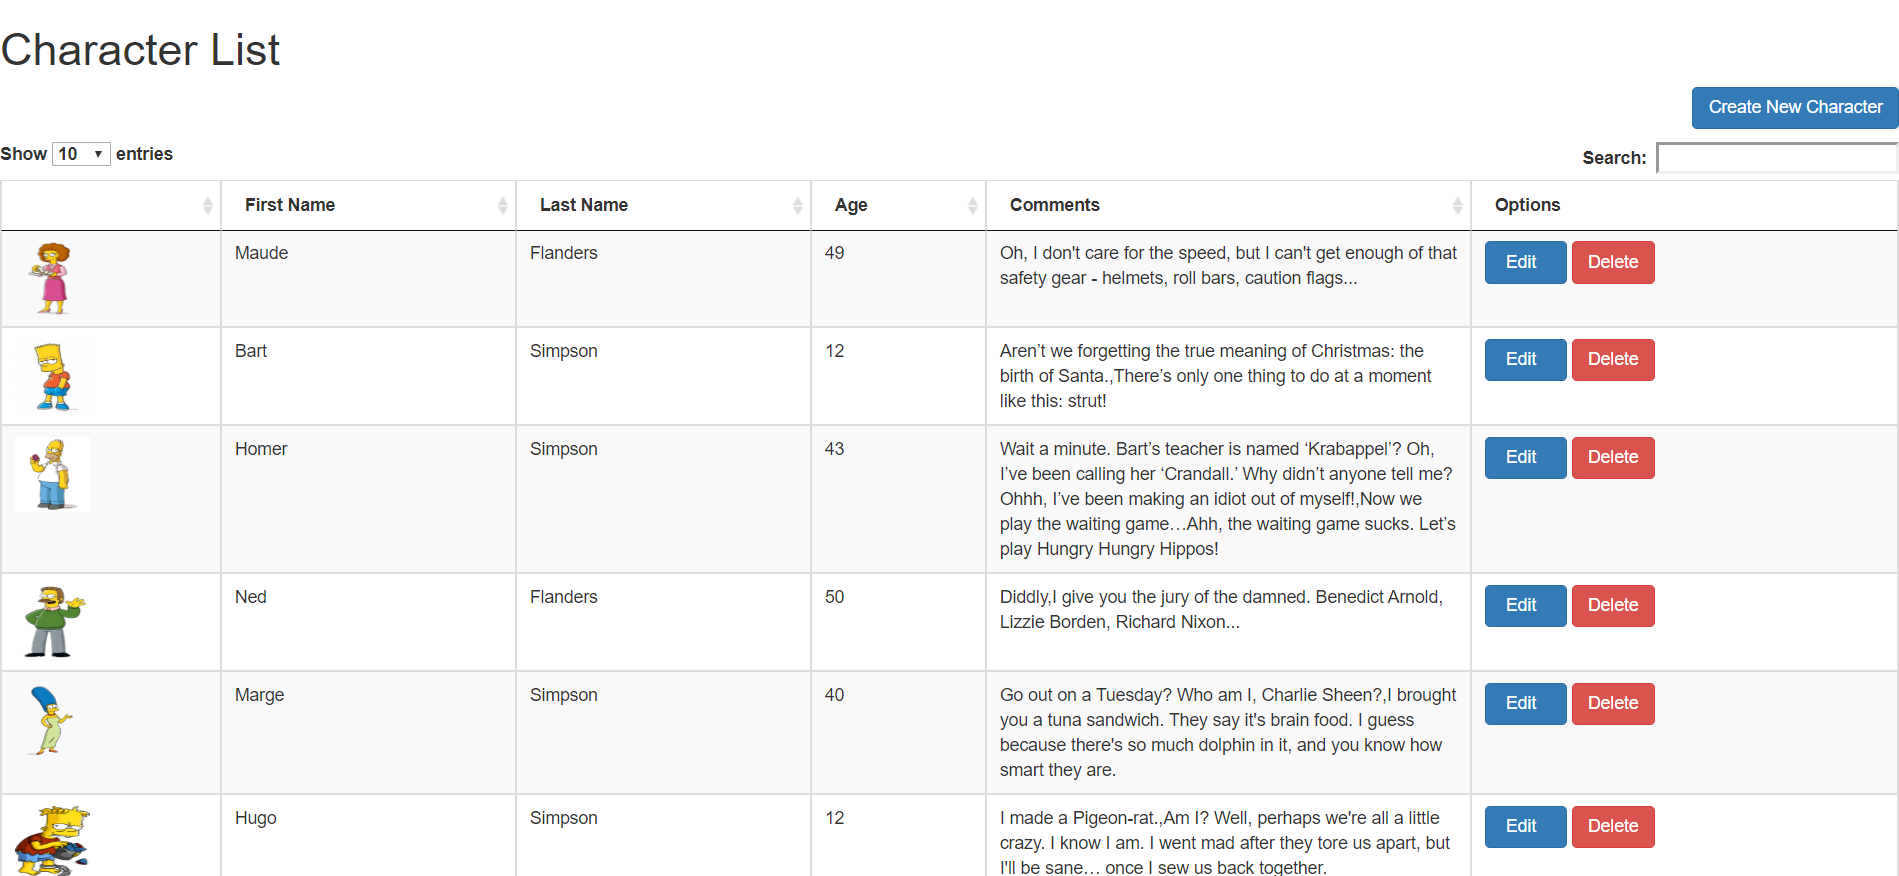 Character List
Create New Character
Show 10 entries
Search:
First Name Last Name Age Comments Options
Maude Flanders 49 Oh, I don't care for the speed, but I can't get enough of that Edit Delete
safety gear - helmets, roll bars, caution flags...
Bart Simpson 12 Aren’t we forgetting the true meaning of Christmas: the Edit Delete
birth of Santa.,There’s only one thing to do at a moment
like this: strut!
Homer Simpson 43 Wait a minute. Bart’s teacher is named ‘Krabappel’? Oh, Edit Delete
I’ve been calling her ‘Crandall.’ Why didn’t anyone tell me?
Ohhh, I’ve been making an idiot out of myself!,Now we
play the waiting game…Ahh, the waiting game sucks. Let’s
play Hungry Hungry Hippos!
Ned Flanders 50 Diddly,I give you the jury of the damned. Benedict Arnold, Edit Delete
Lizzie Borden, Richard Nixon...
Marge Simpson 40 Go out on a Tuesday? Who am I, Charlie Sheen?,I brought Edit Delete
you a tuna sandwich. They say it's brain food. I guess
because there's so much dolphin in it, and you know how
smart they are.
Hugo Simpson 12 I made a Pigeon-rat.,Am I? Well, perhaps we're all a little Edit Delete
crazy. I know I am. I went mad after they tore us apart, but
I'll be sane… once I sew us back together.